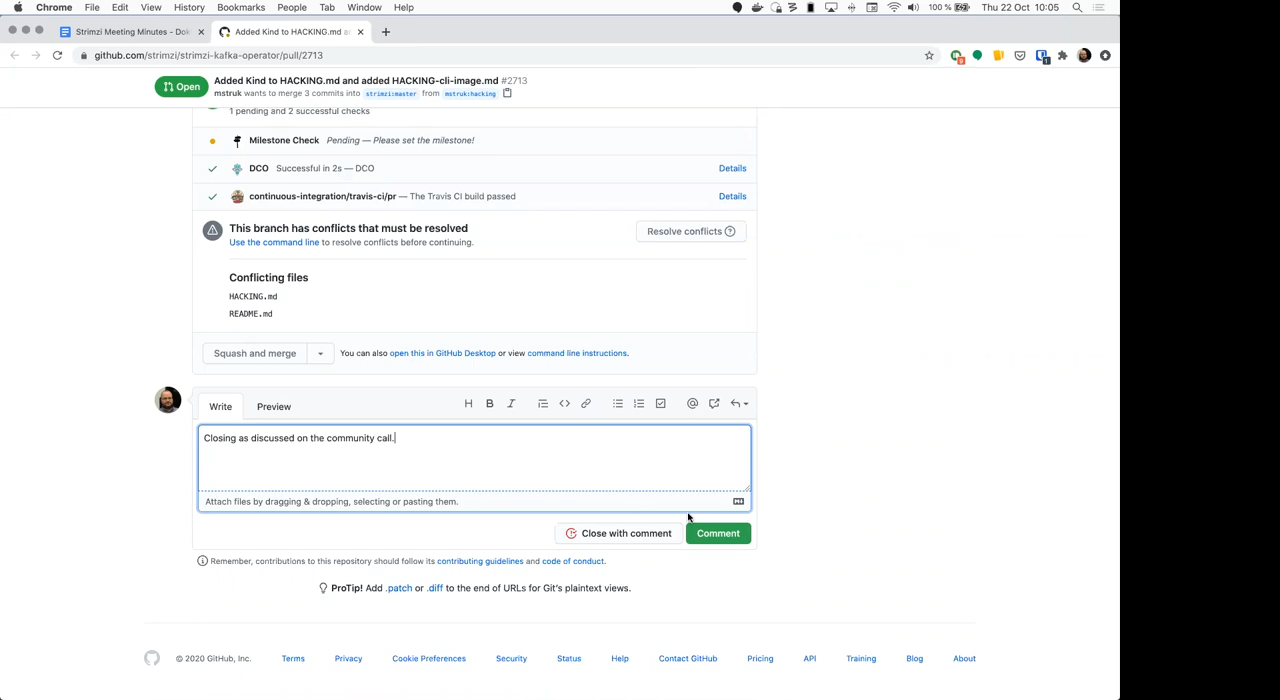 Chrome File Edit View History Bookmarks People Tab Window Help 100 % Thu 22 Oct 10:05
Strimzi Meeting Minutes - Dok Added Kind to HACKING.md an
github.com/strimzi/strimzi-kafka-operator/pull/2713
Open Added Kind to HACKING.md and added HACKING-cli-image.md #2713
mstruk wants to merge 3 commits into strimzi:master from mstruk:hacking
1 pending and 2 successful checks
Milestone Check Pending — Please set the milestone!
DCO Successful in 2s — DCO Details
continuous-integration/travis-ci/pr — The Travis CI build passed Details
This branch has conflicts that must be resolved Resolve conflicts
Use the command line to resolve conflicts before continuing.
Conflicting files
HACKING.md
README.md
Squash and merge You can also open this in GitHub Desktop or view command line instructions.
Write Preview
Closing as discussed on the community call.
Attach files by dragging & dropping, selecting or pasting them.
Close with comment Comment
Remember, contributions to this repository should follow its contributing guidelines and code of conduct.
ProTip! Add .patch or .diff to the end of URLs for Git's plaintext views.
© 2020 GitHub, Inc. Terms Privacy Cookie Preferences Security Status Help Contact GitHub Pricing API Training Blog About